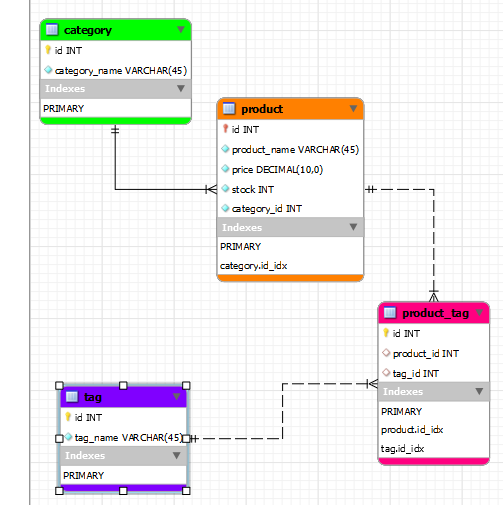 category
id INT
category_name VARCHAR(45)
Indexes
PRIMARY
product
id INT
product_name VARCHAR(45)
price DECIMAL(10,0)
stock INT
category_id INT
Indexes
PRIMARY
category.id_idx
product_tag
id INT
product_id INT
tag_id INT
Indexes
PRIMARY
product.id_idx
tag.id_idx
tag
id INT
tag_name VARCHAR(45)
Indexes
PRIMARY